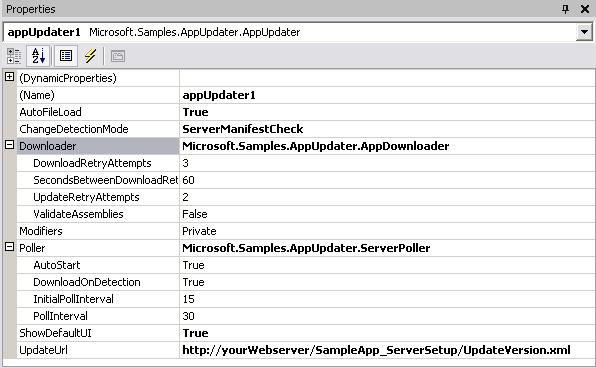 Properties
appUpdater1 Microsoft.Samples.AppUpdater.AppUpdater
(DynamicProperties)
(Name) appUpdater1
AutoFileLoad True
ChangeDetectionMode ServerManifestCheck
Downloader Microsoft.Samples.AppUpdater.AppDownloader
DownloadRetryAttempts 3
SecondsBetweenDownloadRet 60
UpdateRetryAttempts 2
ValidateAssemblies False
Modifiers Private
Poller Microsoft.Samples.AppUpdater.ServerPoller
AutoStart True
DownloadOnDetection True
InitialPollInterval 15
PollInterval 30
ShowDefaultUI True
UpdateUrl http://yourWebserver/SampleApp_ServerSetup/UpdateVersion.xml